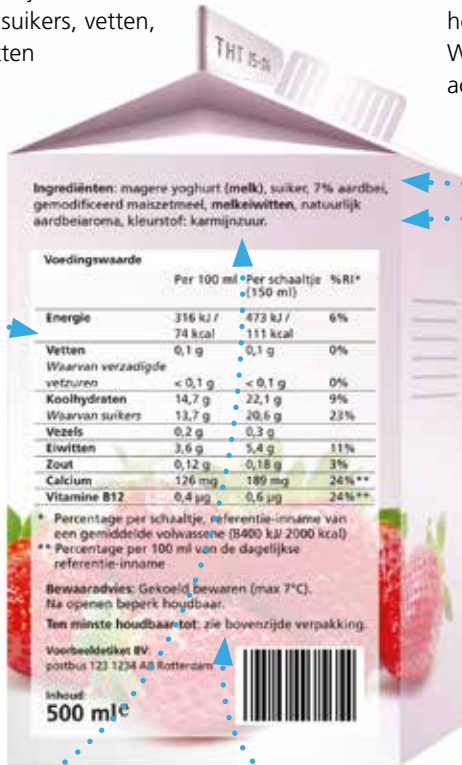 suikers, vetten,
THT 15-m
Ingrediënten: magere yoghurt (melk), suiker, 7% aardbei,
gemodificeerd maiszetmeel, melkeiwitten, natuurlijk
aardbeiaroma, kleurstof: karmijnzuur.
Voedingswaarde
Per 100 ml Per schaaltje %RI*
(150 ml)
Energie 316 kJ / 473 kJ / 6%
74 kcal 111 kcal
Vetten 0,1 g 0,1 g 0%
Waarvan verzadigde
vetzuren < 0,1 g < 0,1 g 0%
Koolhydraten 14,7 g 22,1 g 9%
Waarvan suikers 13,7 g 20,6 g 23%
Vezels 0,2 g 0,3 g
Eiwitten 3,6 g 5,4 g 11%
Zout 0,12 g 0,18 g 3%
Calcium 126 mg 189 mg 24%**
Vitamine B12 0,4 µg 0,6 µg 24%**
* Percentage per schaaltje, referentie-inname van
een gemiddelde volwassene (8400 kJ/ 2000 kcal)
** Percentage per 100 ml van de dagelijkse
referentie-inname
Bewaaradvies: Gekoeld bewaren (max 7°C).
Na openen beperk houdbaar.
Ten minste houdbaar tot: zie bovenzijde verpakking.
Voorbeeldetiket BV:
postbus 123 1234 AB Rotterdam
Inhoud:
500 ml e